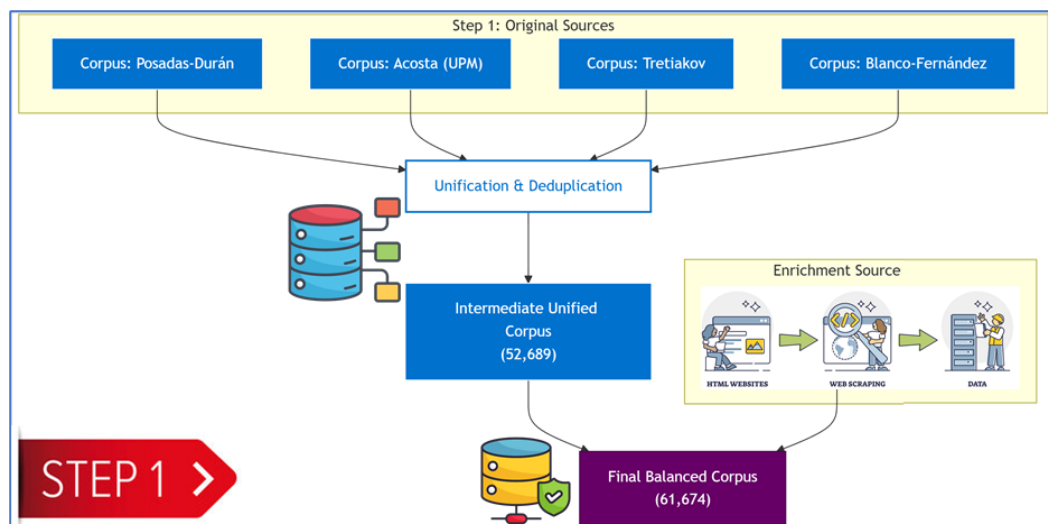 Step 1: Original Sources
Corpus: Posadas-Durán
Corpus: Acosta (UPM)
Corpus: Tretiakov
Corpus: Blanco-Fernández
Unification & Deduplication
Enrichment Source
Intermediate Unified
Corpus
(52,689)
</>
HTML WEBSITES
WEB SCRAPING
DATA
STEP 1
Final Balanced Corpus
(61,674)